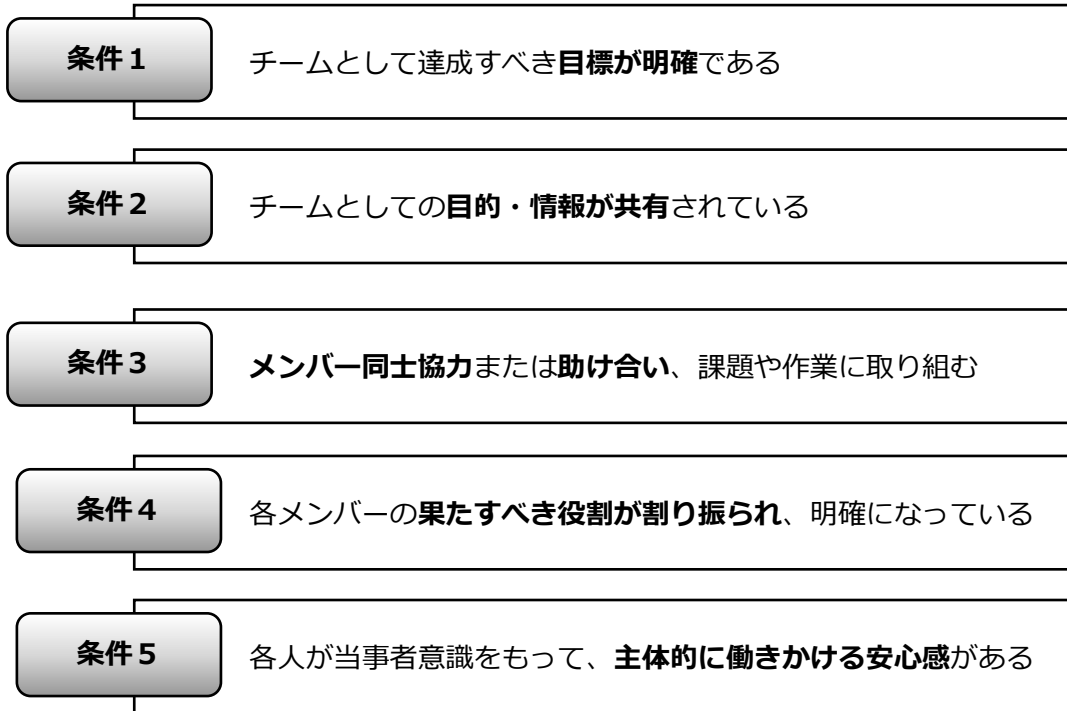 条件１
チームとして達成すべき目標が明確である
条件２
チームとしての目的・情報が共有されている
条件３
メンバー同士協力または助け合い、課題や作業に取り組む
条件４
各メンバーの果たすべき役割が割り振られ、明確になっている
条件５
各人が当事者意識をもって、主体的に働きかける安心感がある